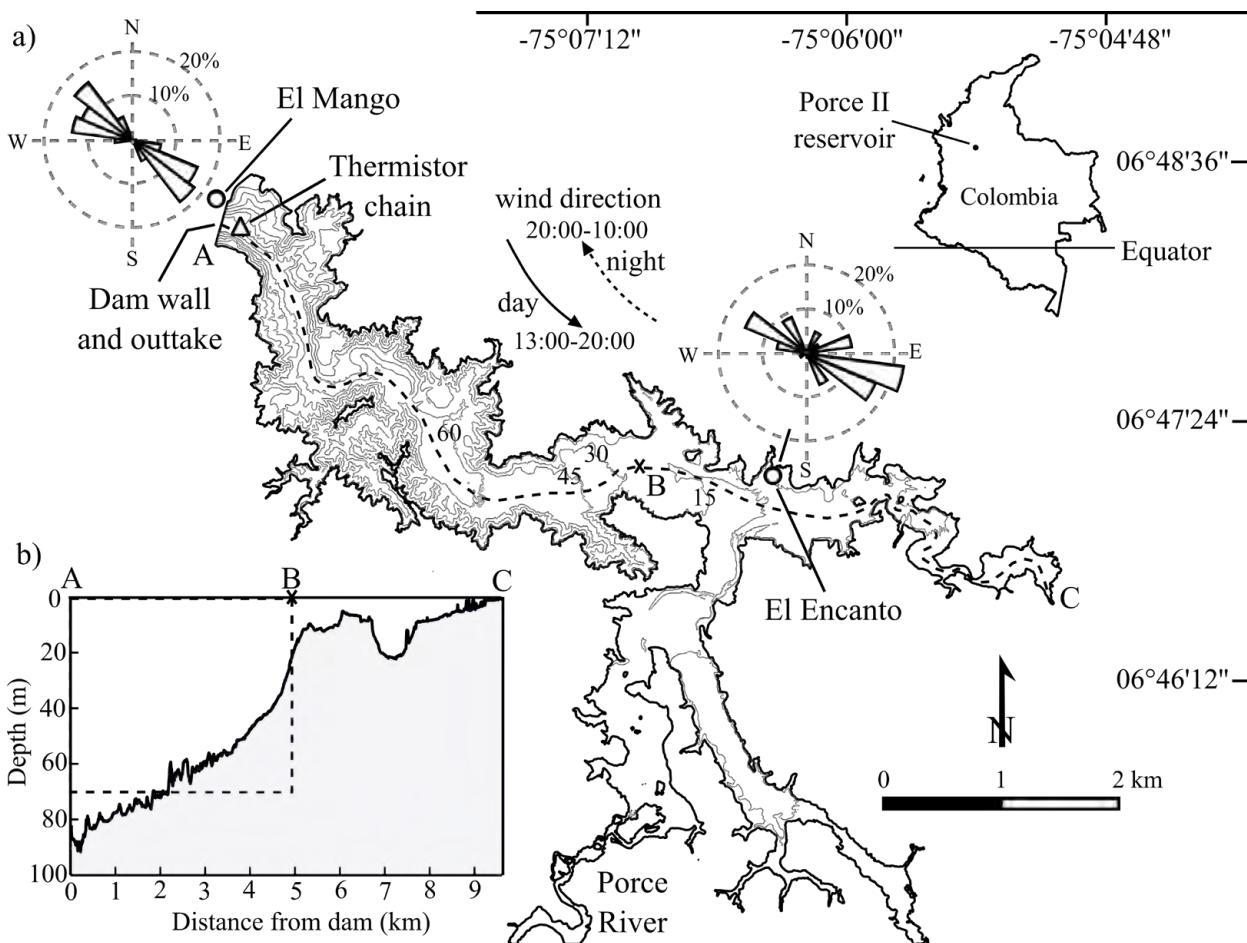 a)
-75°07'12"
-75°06'00"
-75°04'48"
N
20%
10%
W
E
S
El Mango
Thermistor
chain
A
Dam wall
and outtake
wind direction
20:00-10:00
night
day
13:00-20:00
Porce II
reservoir
Colombia
Equator
06°48'36"
N
20%
10%
W
E
S
06°47'24"
60
30
45
B
15
El Encanto
C
06°46'12"
N
0
1
2 km
Porce
River
b)
A
B
C
0
20
40
60
80
100
Depth (m)
0 1 2 3 4 5 6 7 8 9
Distance from dam (km)